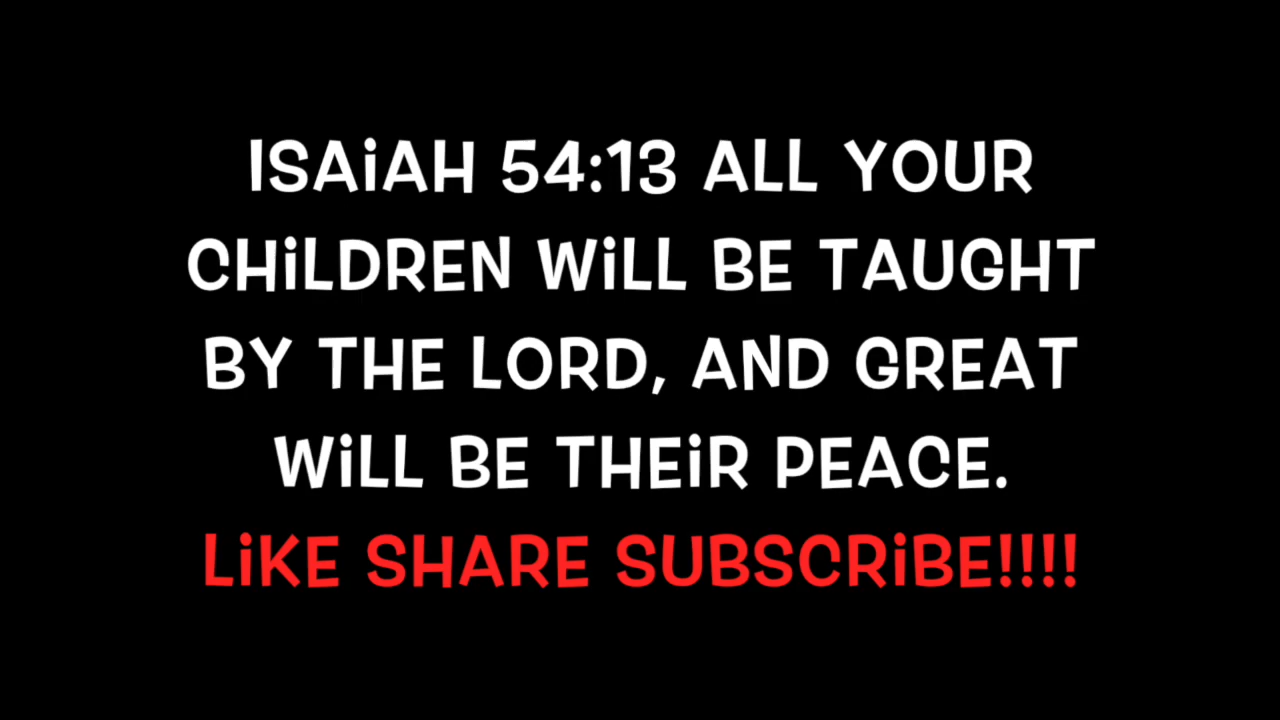 ISAiAH 54:13 ALL YOUR
CHiLDREN WiLL BE TAUGHT
BY THE LORD, AND GREAT
WiLL BE THEiR PEACE.
LiKE SHARE SUBSCRiBE!!!!